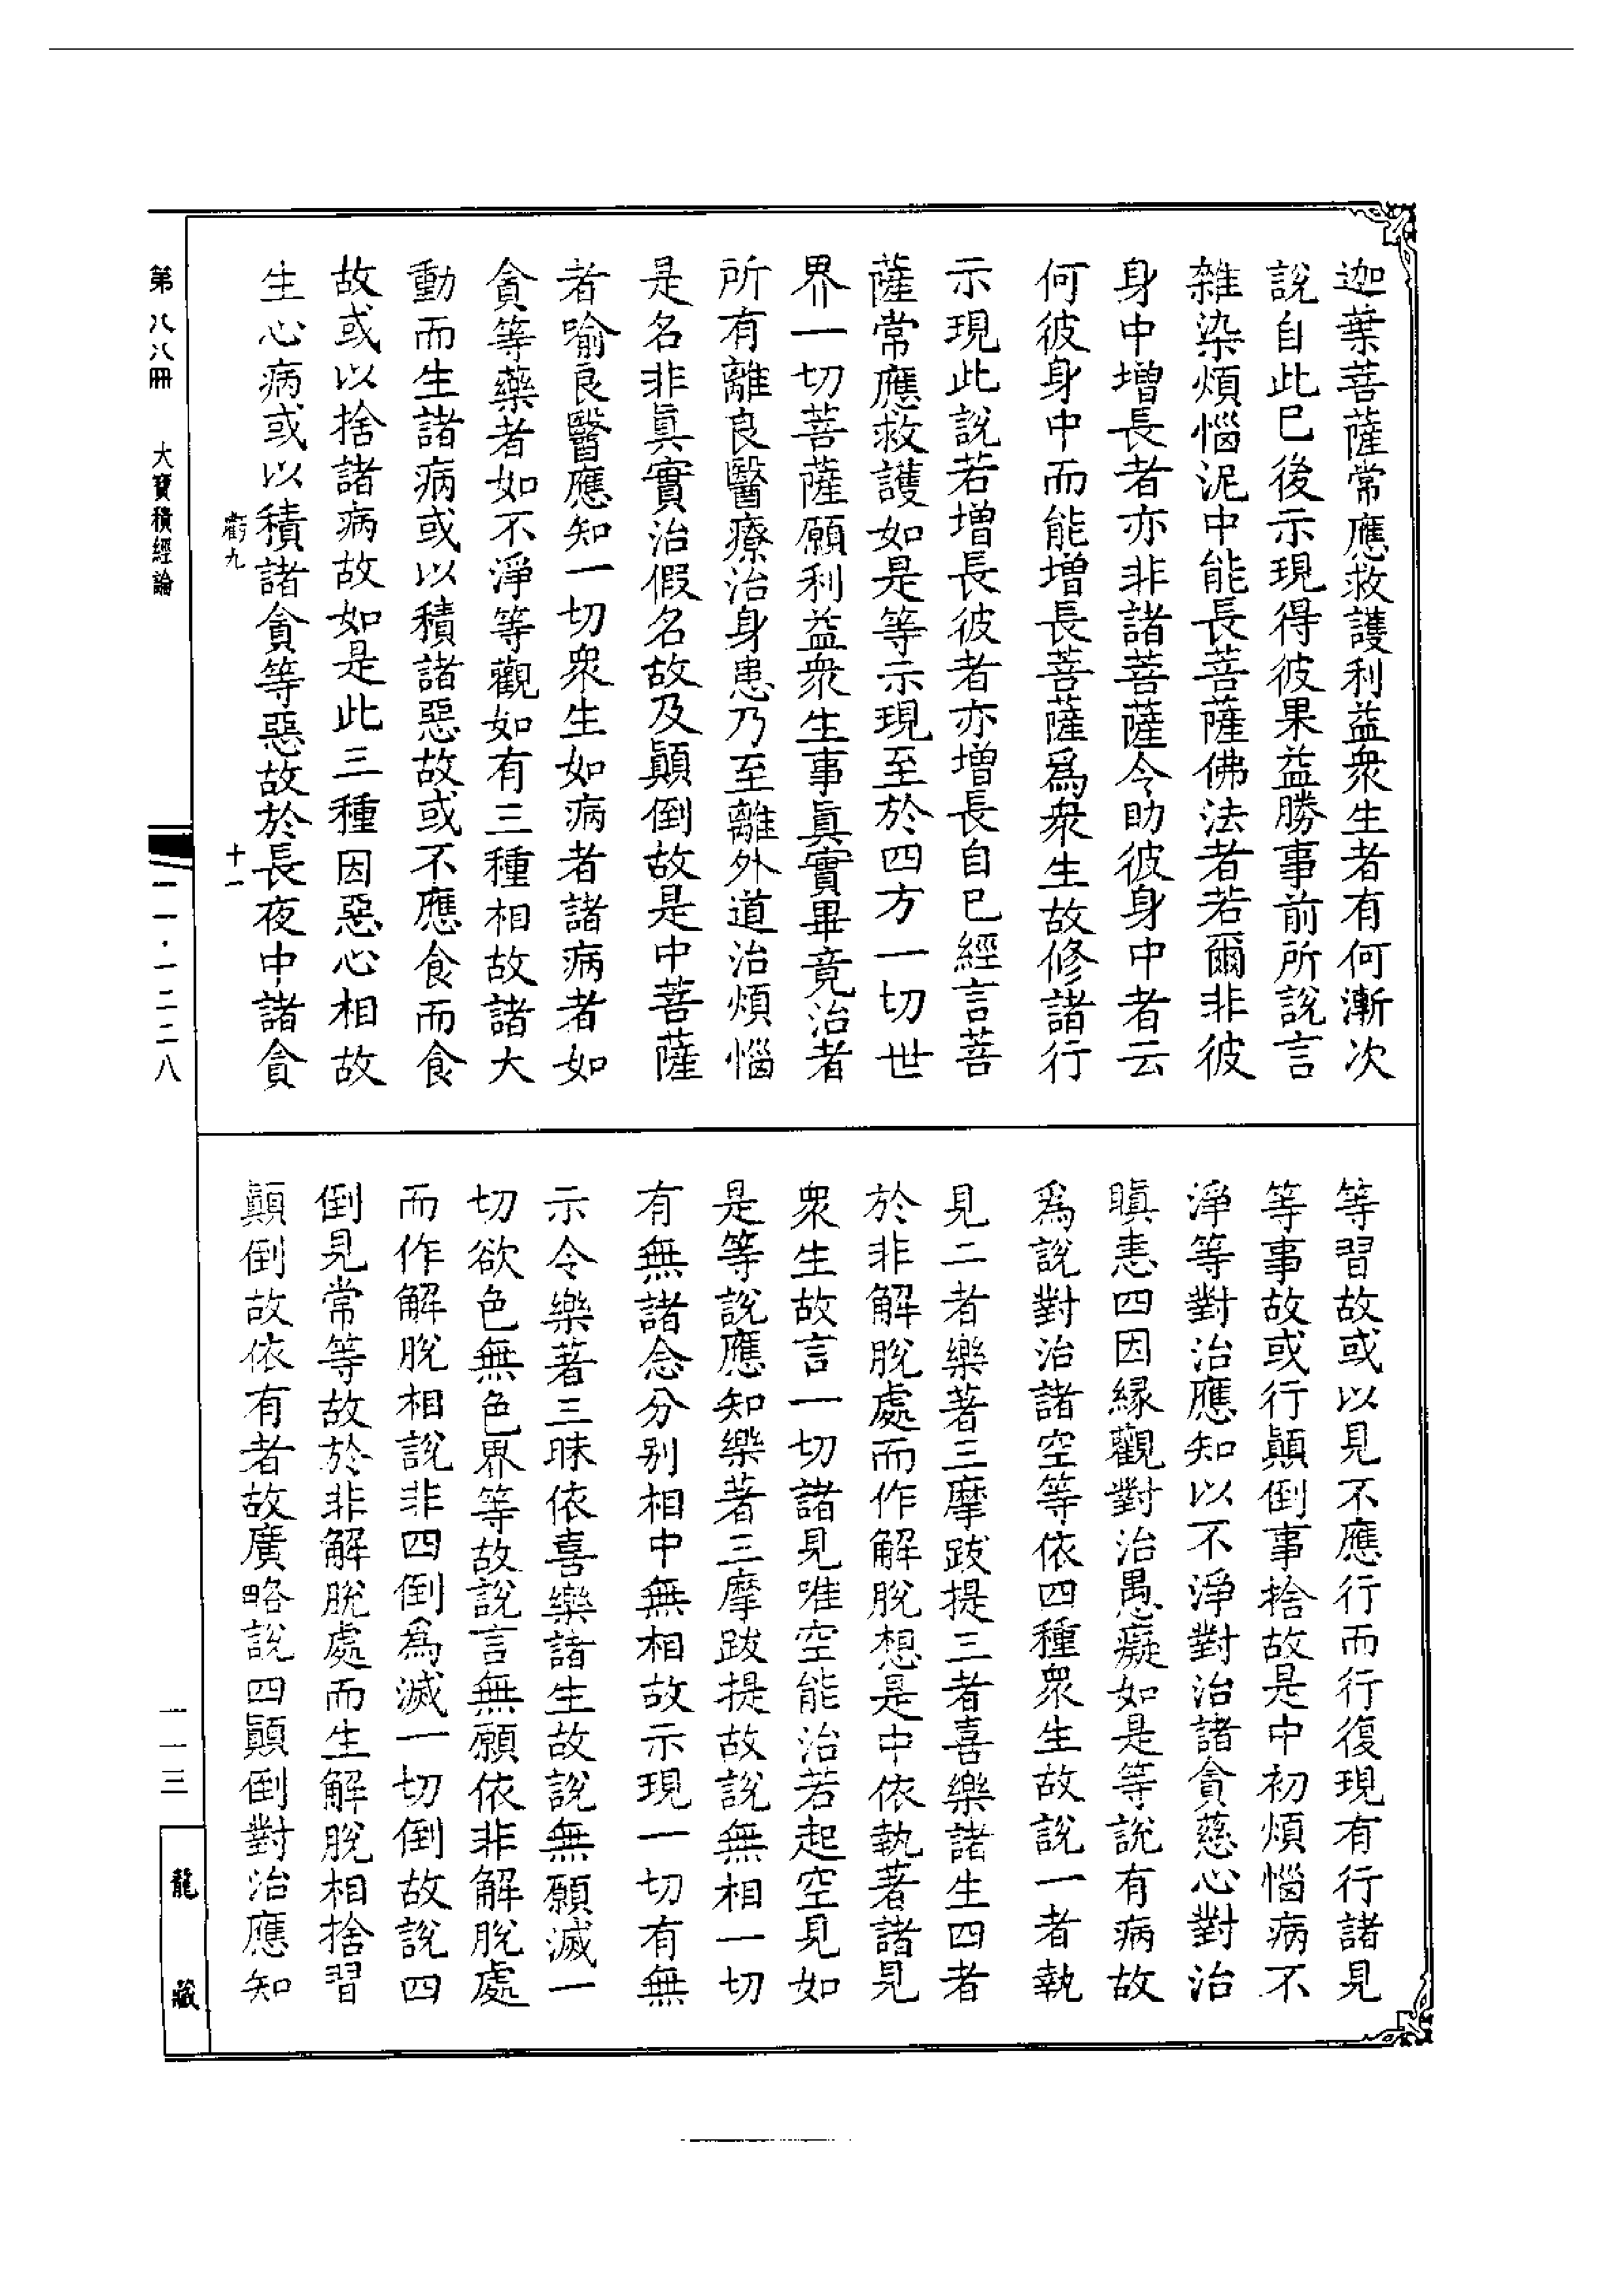 迦葉菩薩常應救護利益衆生者有何漸次
說自此已後示現得彼果益勝事前所說言
雜染煩惱泥中能長菩薩佛法者若爾非彼
身中增長者亦非諸菩薩令助彼身中者云
何彼身中而能增長菩薩爲衆生故修諸行
示現此說若增長彼者亦增長自已經言菩
薩常應救護如是等示現至於四方一切世
界一切菩薩願利益衆生事眞實畢竟治者
所有離良醫療治身患乃至離外道治煩惱
是名非眞實治假名故及顚倒故是中菩薩
者喻良醫應知一切衆生如病者諸病者如
貪等藥者如不淨等觀如有三種相故諸大
動而生諸病或以積諸惡故或不應食而食
故或以捨諸病故如是此三種因惡心相故
生心病或以積諸貪等惡故於長夜中諸貪
等習故或以見不應行而行復現有行諸見
等事故或行顚倒事捨故是中初煩惱病不
淨等對治應知以不淨對治諸貪慈心對治
瞋恚四因緣觀對治愚癡如是等說有病故
爲說對治諸空等依四種衆生故說一者執
見二者樂著三摩跋提三者喜樂諸生四者
於非解脫處而作解脫想是中依執著諸見
衆生故言一切諸見唯空能治若起空見如
是等說應知樂著三摩跋提故說無相一切
有無諸念分別相中無相故示現一切有無
示令樂著三昧依喜樂諸生故說無願滅一
切欲色無色界等故說言無願依非解脫處
而作解脫相說非四倒爲滅一切倒故說四
倒見常等故於非解脫處而生解脫相捨習
顚倒故依有者故廣略說四顚倒對治應知
虧九
十一
第八八冊
大寶積經論
一一·一二二八
一一三
龍藏